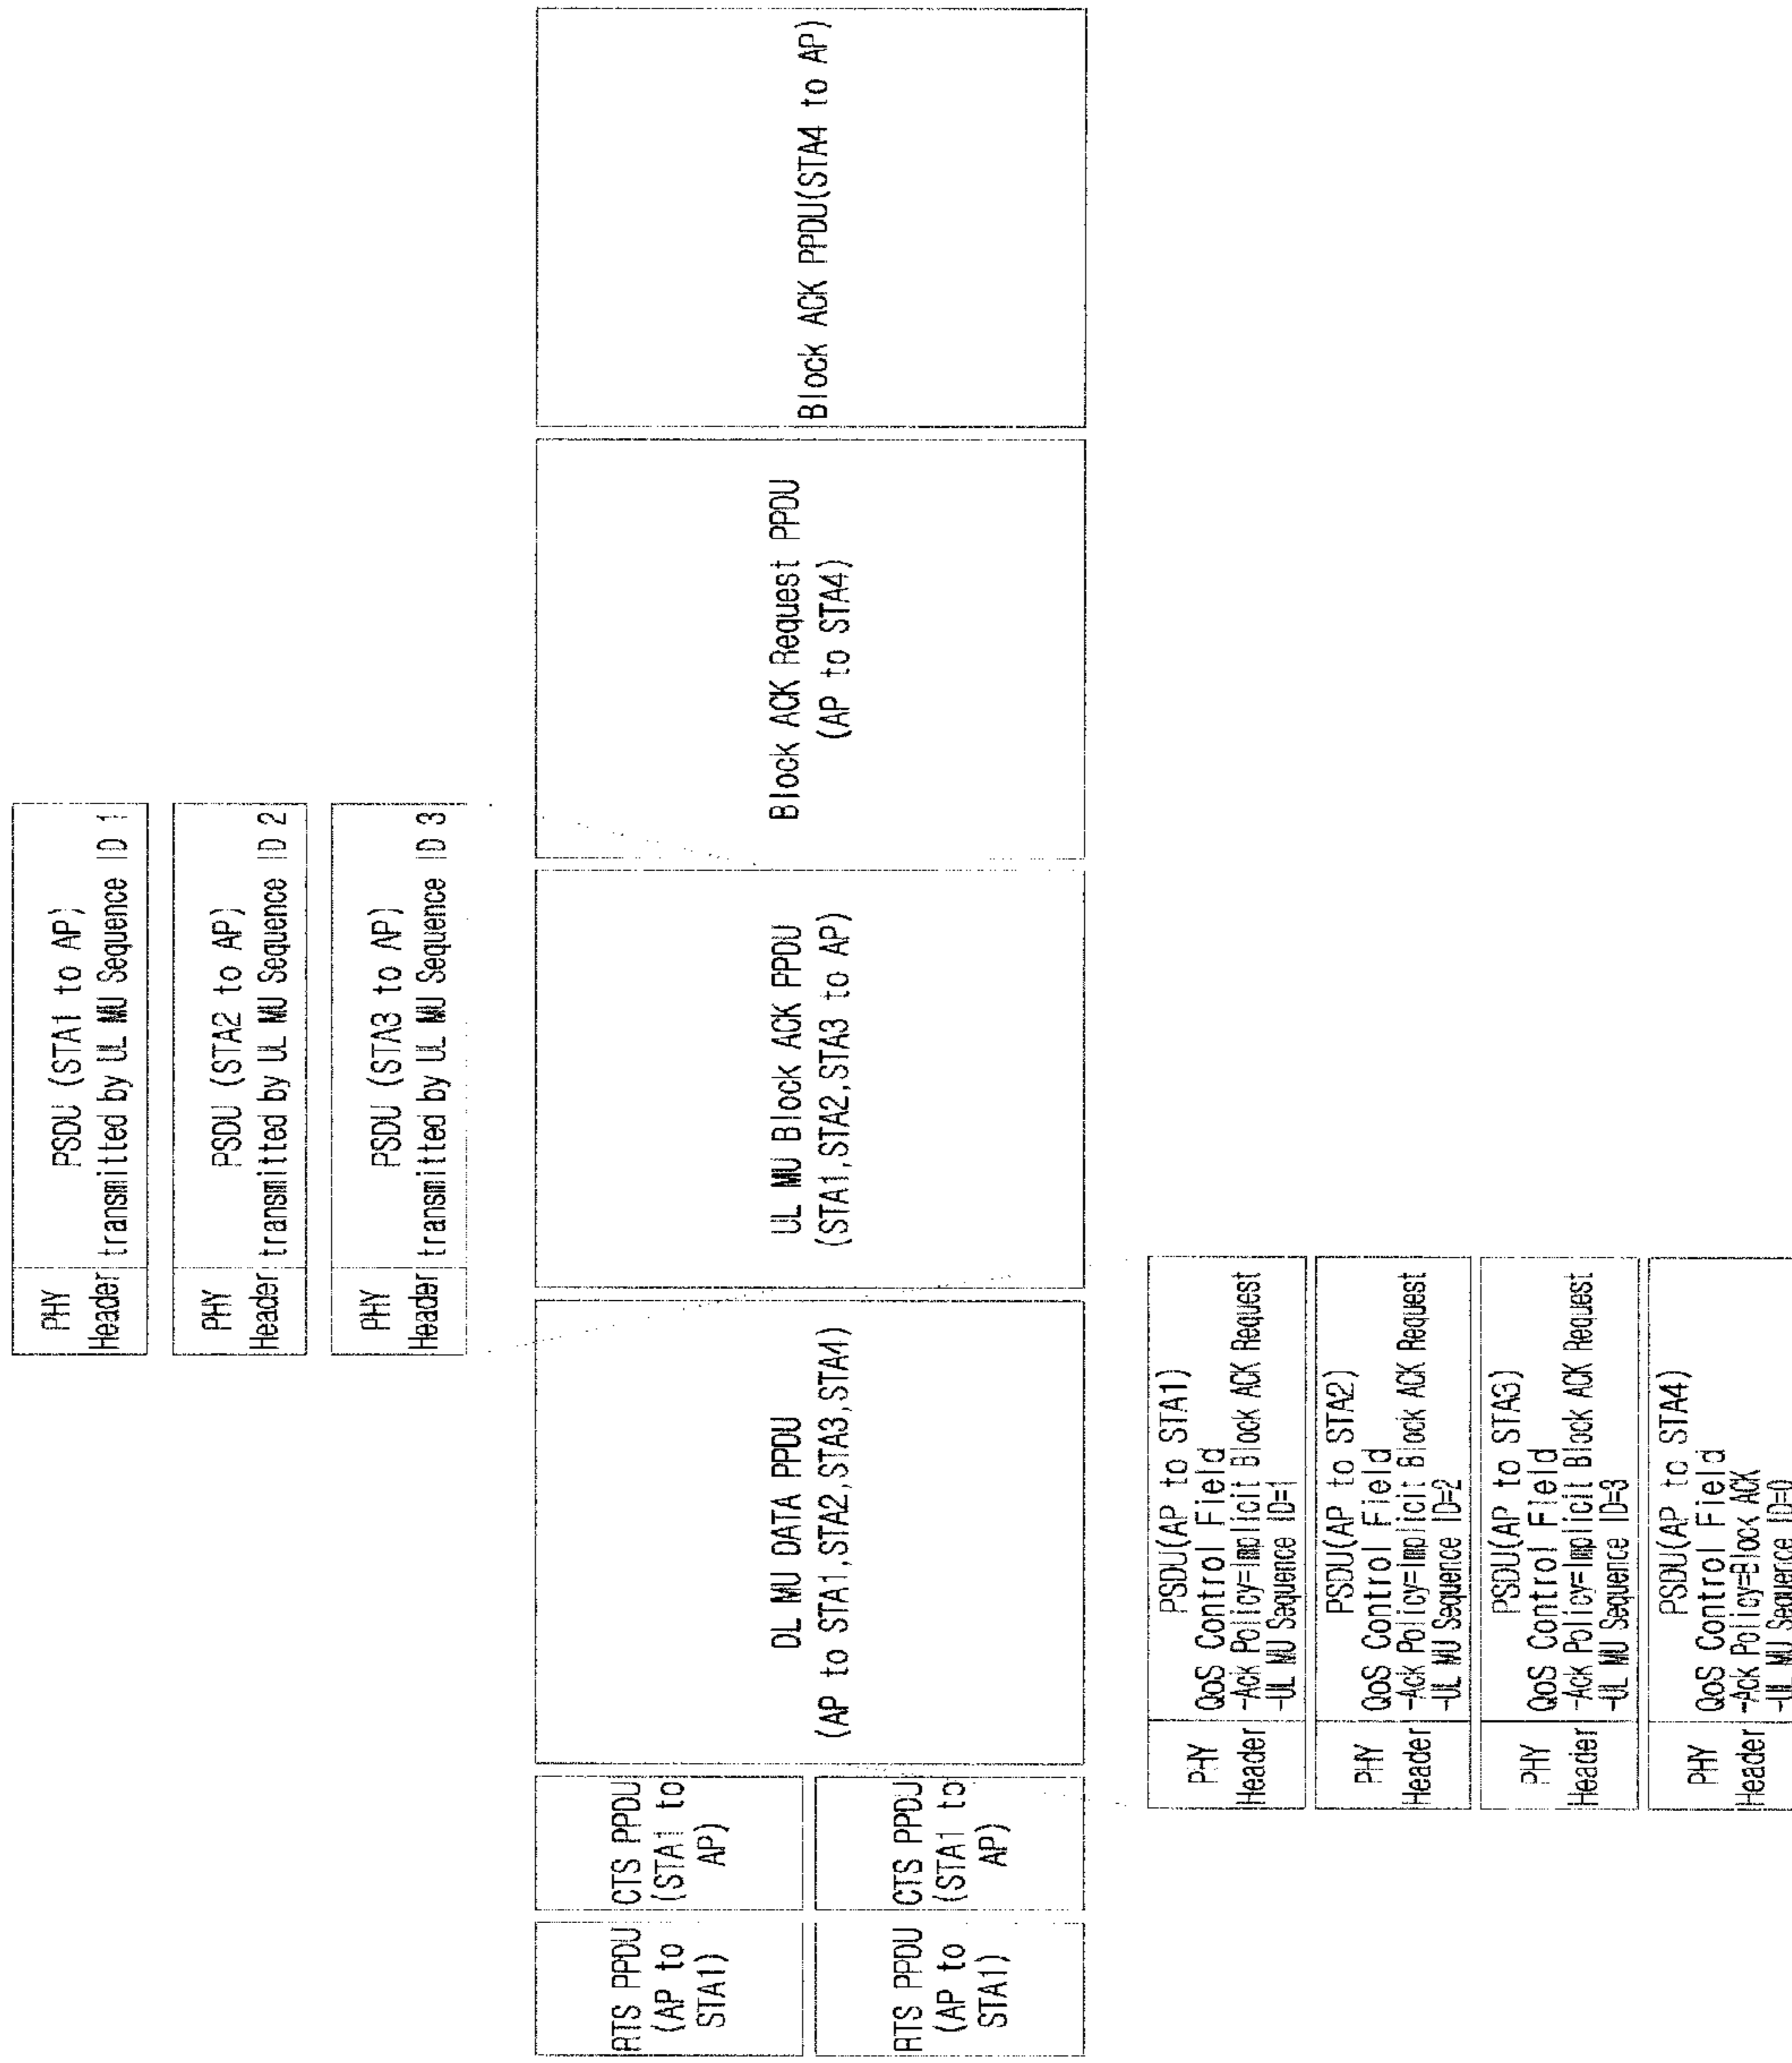 PHY
Header
PSDU (STA1 to AP)
transmitted by UL MU Sequence ID 1
PHY
Header
PSDU (STA2 to AP)
transmitted by UL MU Sequence ID 2
PHY
Header
PSDU (STA3 to AP)
transmitted by UL MU Sequence ID 3
RTS PPDU
(AP to
STA1)
CTS PPDU
(STA1 to
AP)
RTS PPDU
(AP to
STA1)
CTS PPDU
(STA1 to
AP)
DL MU DATA PPDU
(AP to STA1,STA2,STA3,STA4)
UL MU Block ACK PPDU
(STA1,STA2,STA3 to AP)
Block ACK Request PPDU
(AP to STA4)
Block ACK PPDU(STA4 to AP)
PHY
Header
PSDU(AP to STA1)
QoS Control Field
-Ack Policy=Implicit Block ACK Request
-UL MU Sequence ID=1
PHY
Header
PSDU(AP to STA2)
QoS Control Field
-Ack Policy=Implicit Block ACK Request
-UL MU Sequence ID=2
PHY
Header
PSDU(AP to STA3)
QoS Control Field
-Ack Policy=Implicit Block ACK Request
-UL MU Sequence ID=3
PHY
Header
PSDU(AP to STA4)
QoS Control Field
-Ack Policy=Block ACK
-UL MU Sequence ID=0